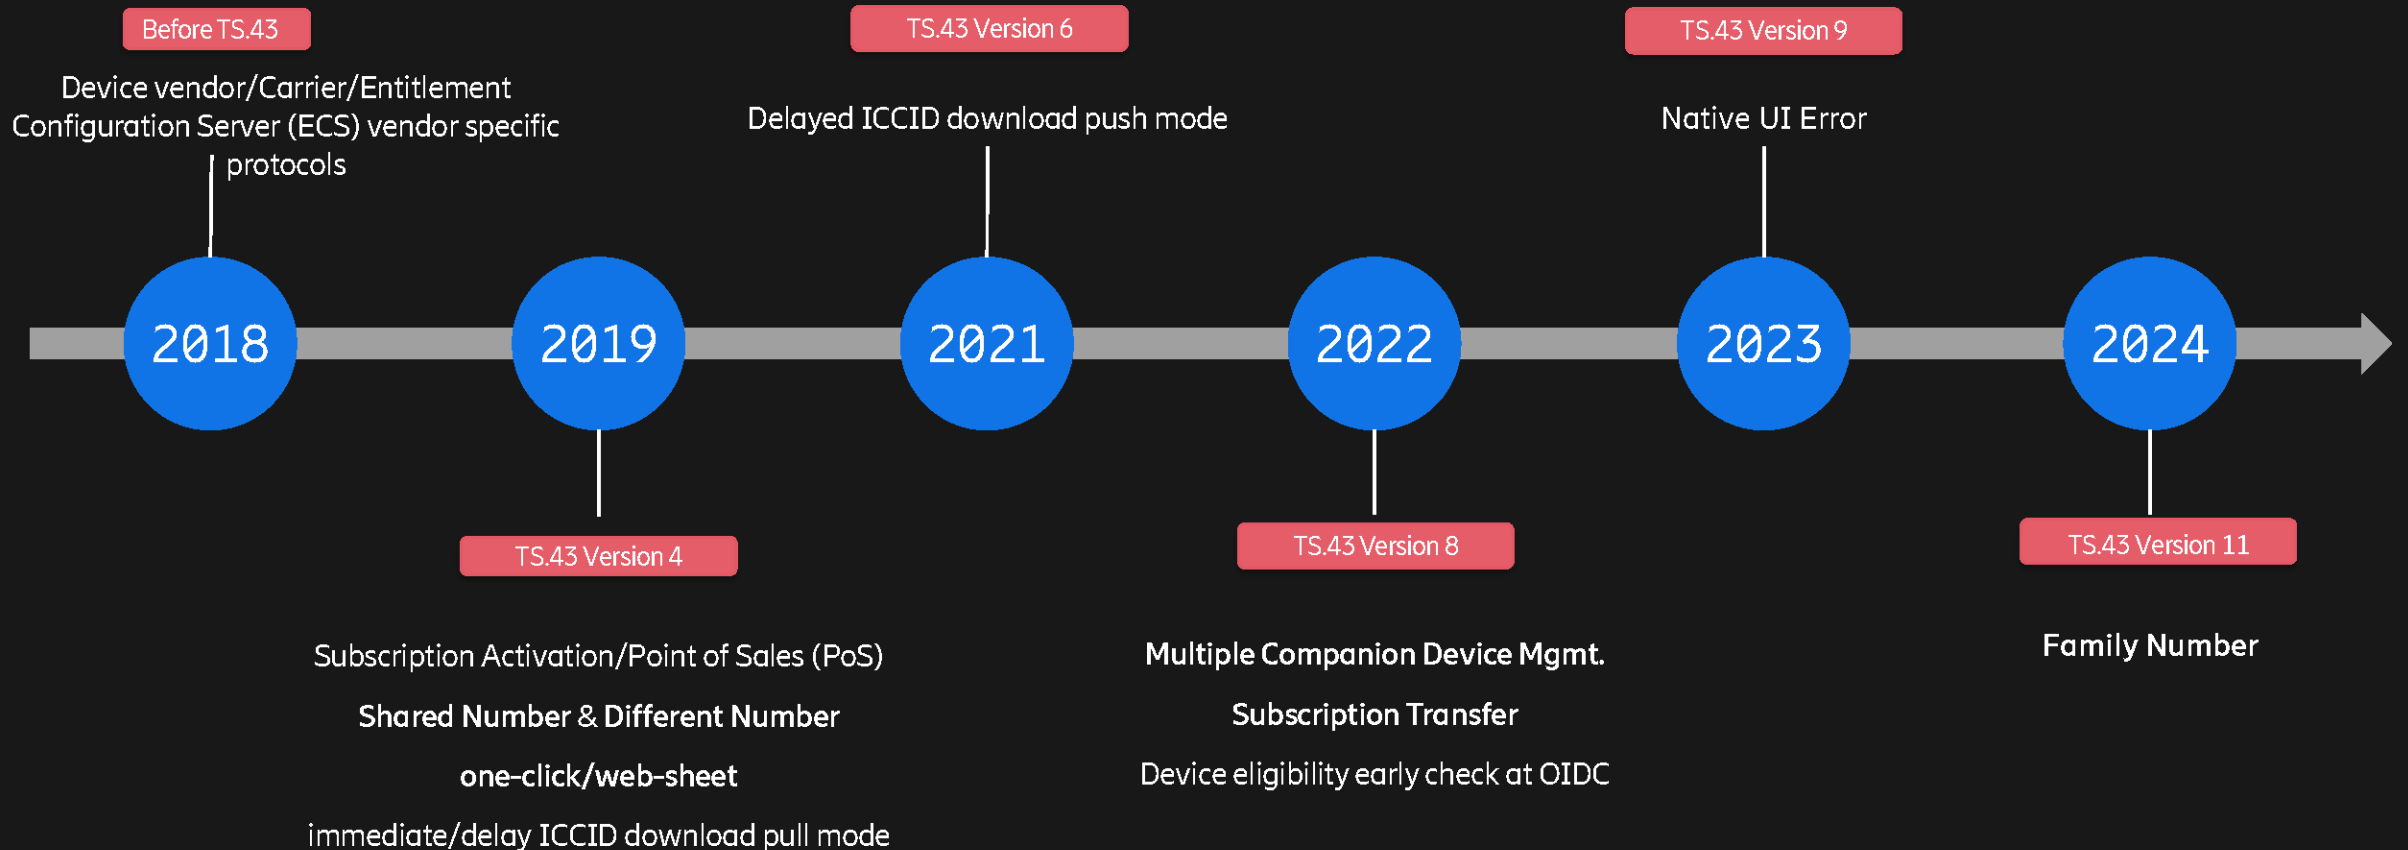 Before TS.43
Device vendor/Carrier/Entlement
Configuration Server (ECS) vendor specific
protocols
TS.43 Version 6
Delayed ICCID download push mode
TS.43 Version 9
Native UI Error
2018
2019
2021
2022
2023
2024
TS.43 Version 4
Subscription Activation/Point of Sales (PoS)
Shared Number & Different Number
one-click/web-sheet
immediate/delay ICCID download pull mode
TS.43 Version 8
Multiple Companion Device Mgmt.
Subscription Transfer
Device eligibility early check at OIDC
TS.43 Version 11
Family Number